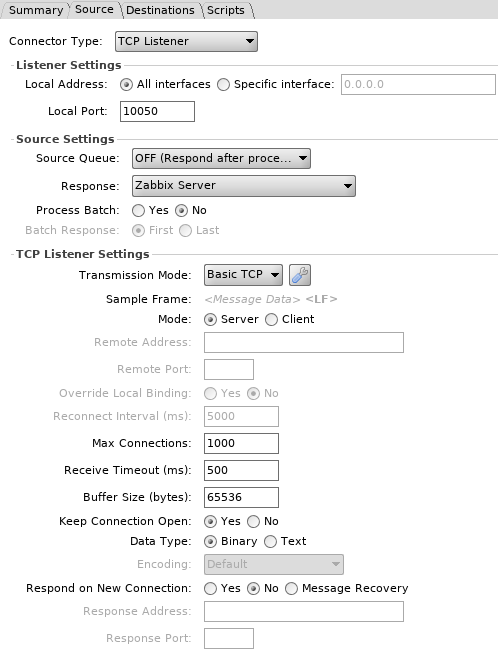 Summary Source Destinations Scripts
Connector Type: TCP Listener
Listener Settings
Local Address: All interfaces Specific interface: 0.0.0.0
Local Port: 10050
Source Settings
Source Queue: OFF (Respond after proce...
Response: Zabbix Server
Process Batch: Yes No
Batch Response: First Last
TCP Listener Settings
Transmission Mode: Basic TCP
Sample Frame: <Message Data> <LF>
Mode: Server Client
Remote Address:
Remote Port:
Override Local Binding: Yes No
Reconnect Interval (ms): 5000
Max Connections: 1000
Receive Timeout (ms): 500
Buffer Size (bytes): 65536
Keep Connection Open: Yes No
Data Type: Binary Text
Encoding: Default
Respond on New Connection: Yes No Message Recovery
Response Address:
Response Port: